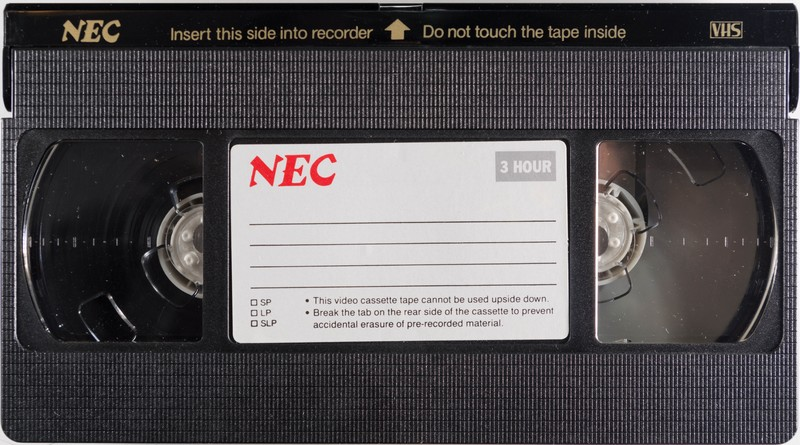 NEC Insert this side into recorder Do not touch the tape inside VHS
NEC 3 HOUR
SP
LP
SLP
• This video cassette tape cannot be used upside down.
• Break the tab on the rear side of the cassette to prevent
accidental erasure of pre-recorded material.